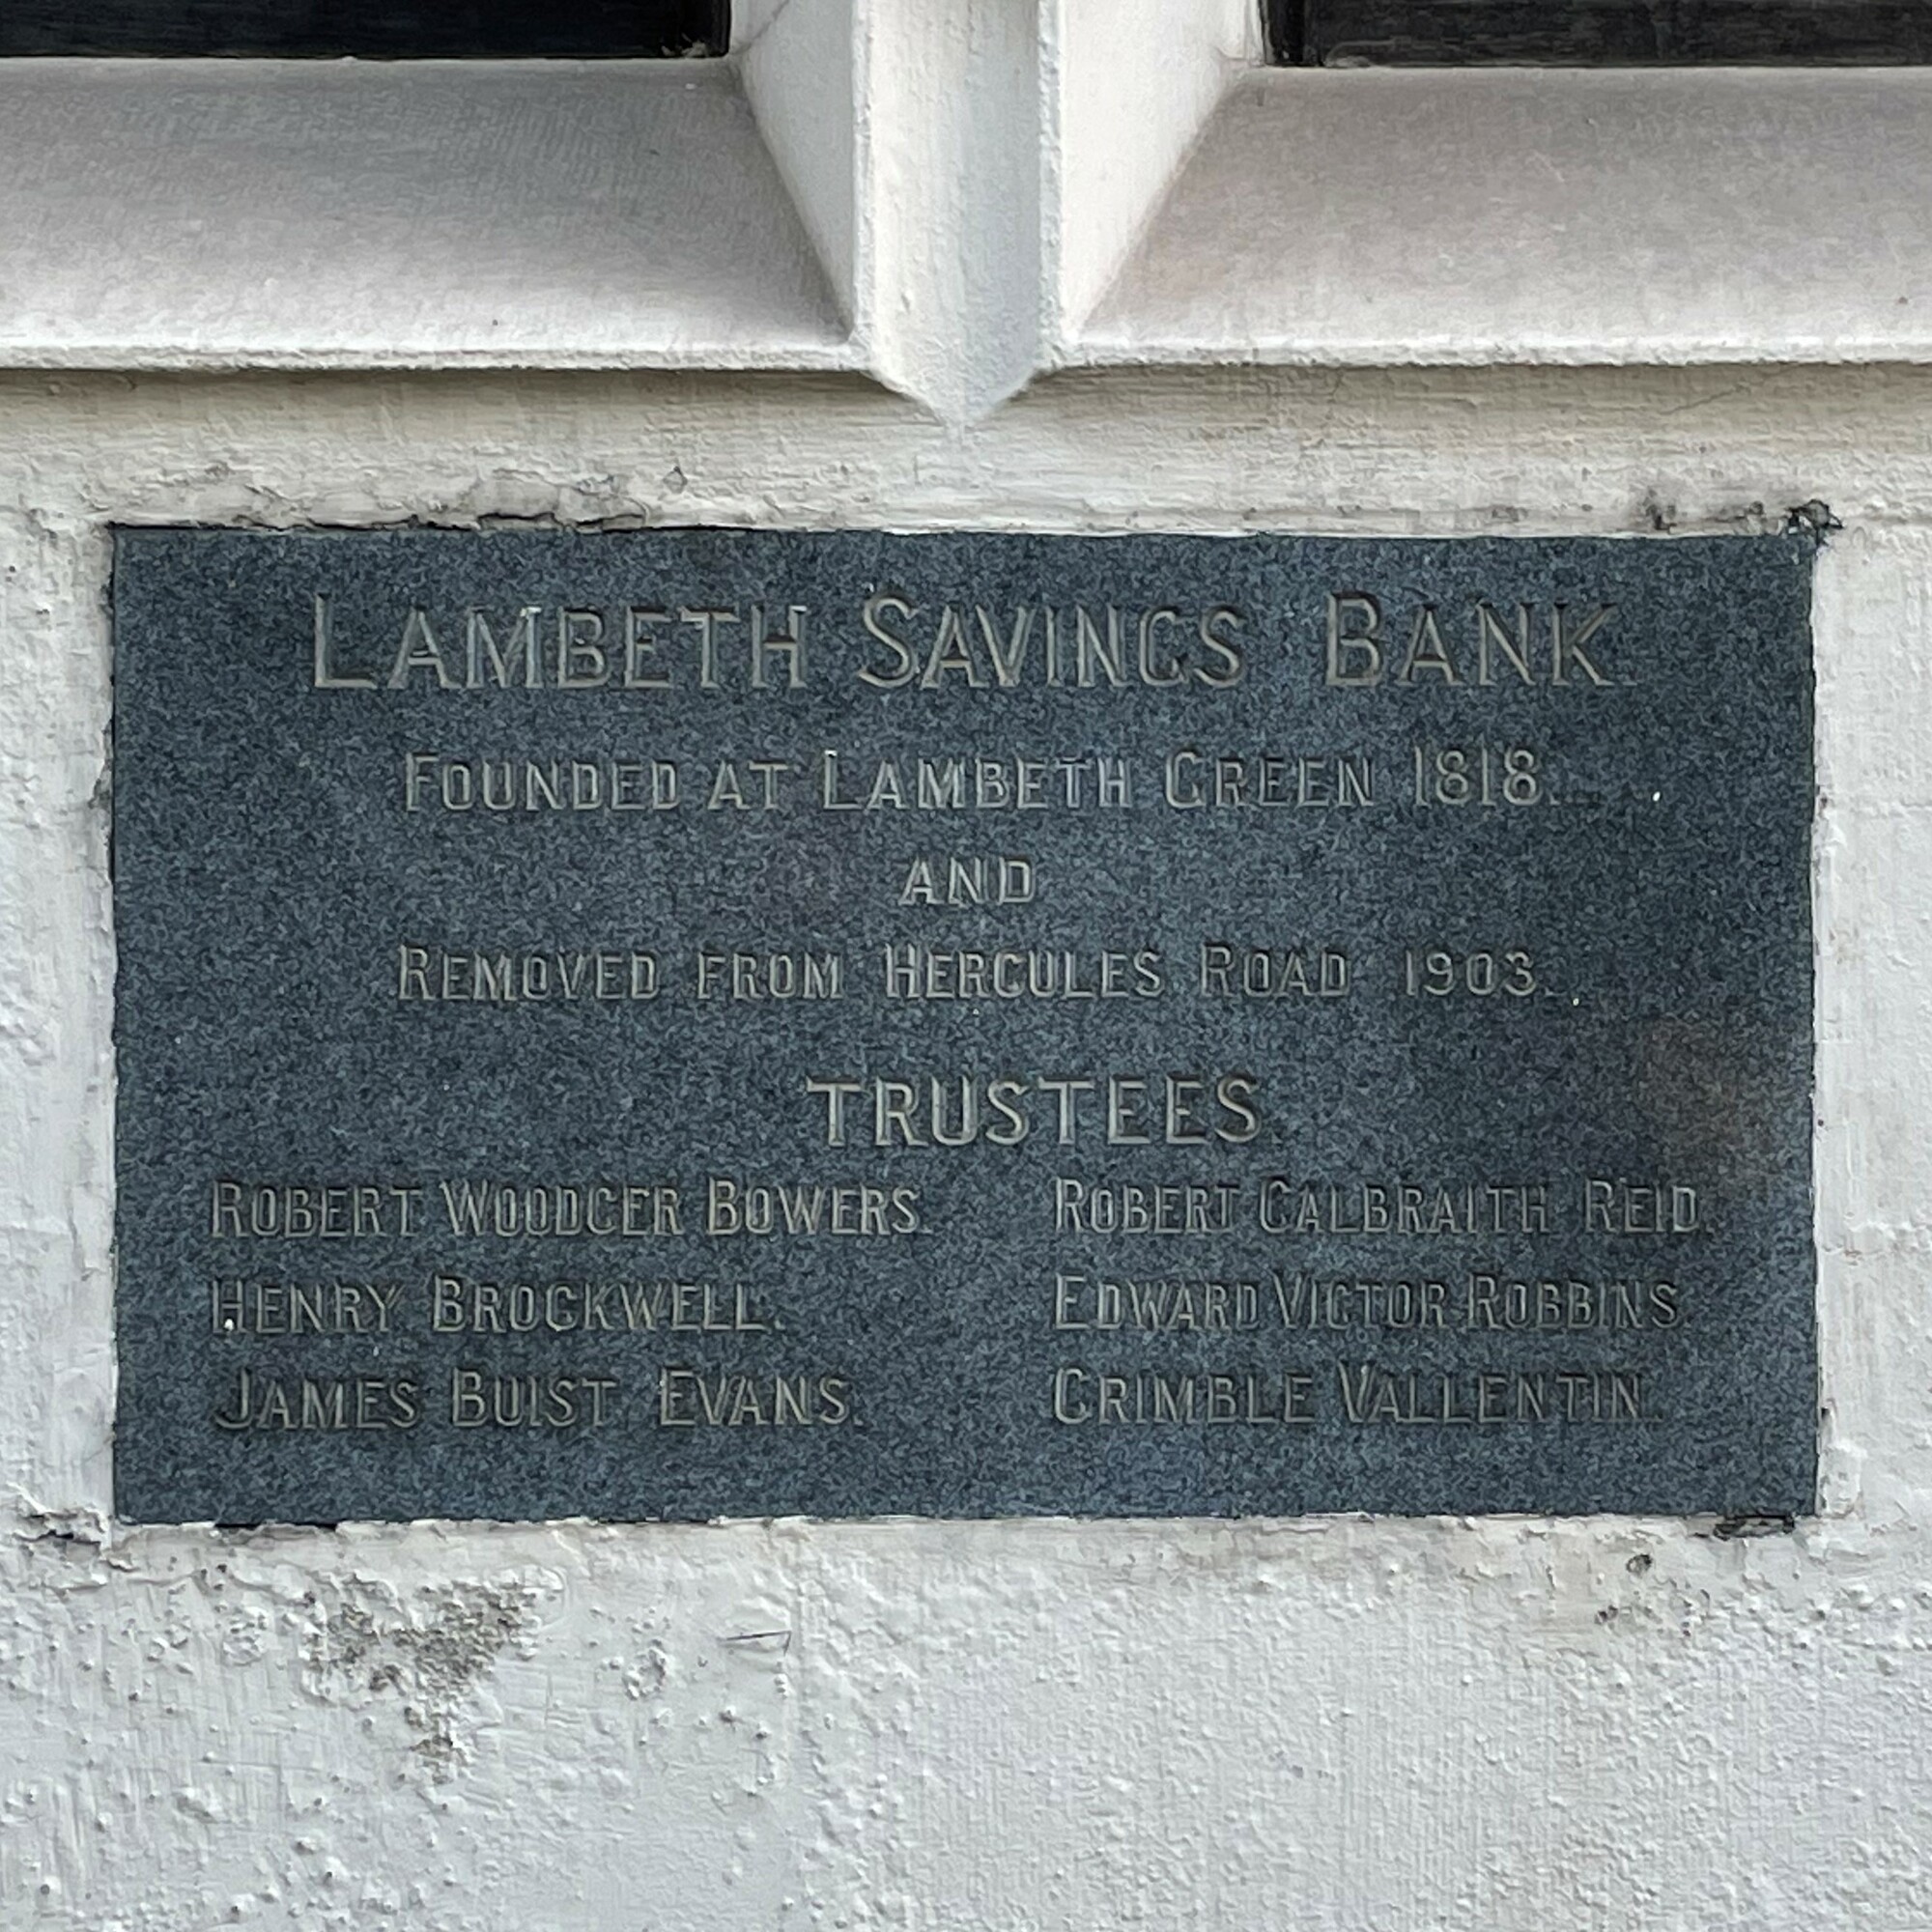 LAMBETH SAVINGS BANK.
FOUNDED AT LAMBETH GREEN 1818.
AND
REMOVED FROM HERCULES ROAD 1903.
TRUSTEES.
ROBERT WOODGER BOWERS. ROBERT GALBRAITH REID.
HENRY BROCKWELL. EDWARD VICTOR ROBBINS.
JAMES BUIST EVANS. GRIMBLE VALLENTIN.